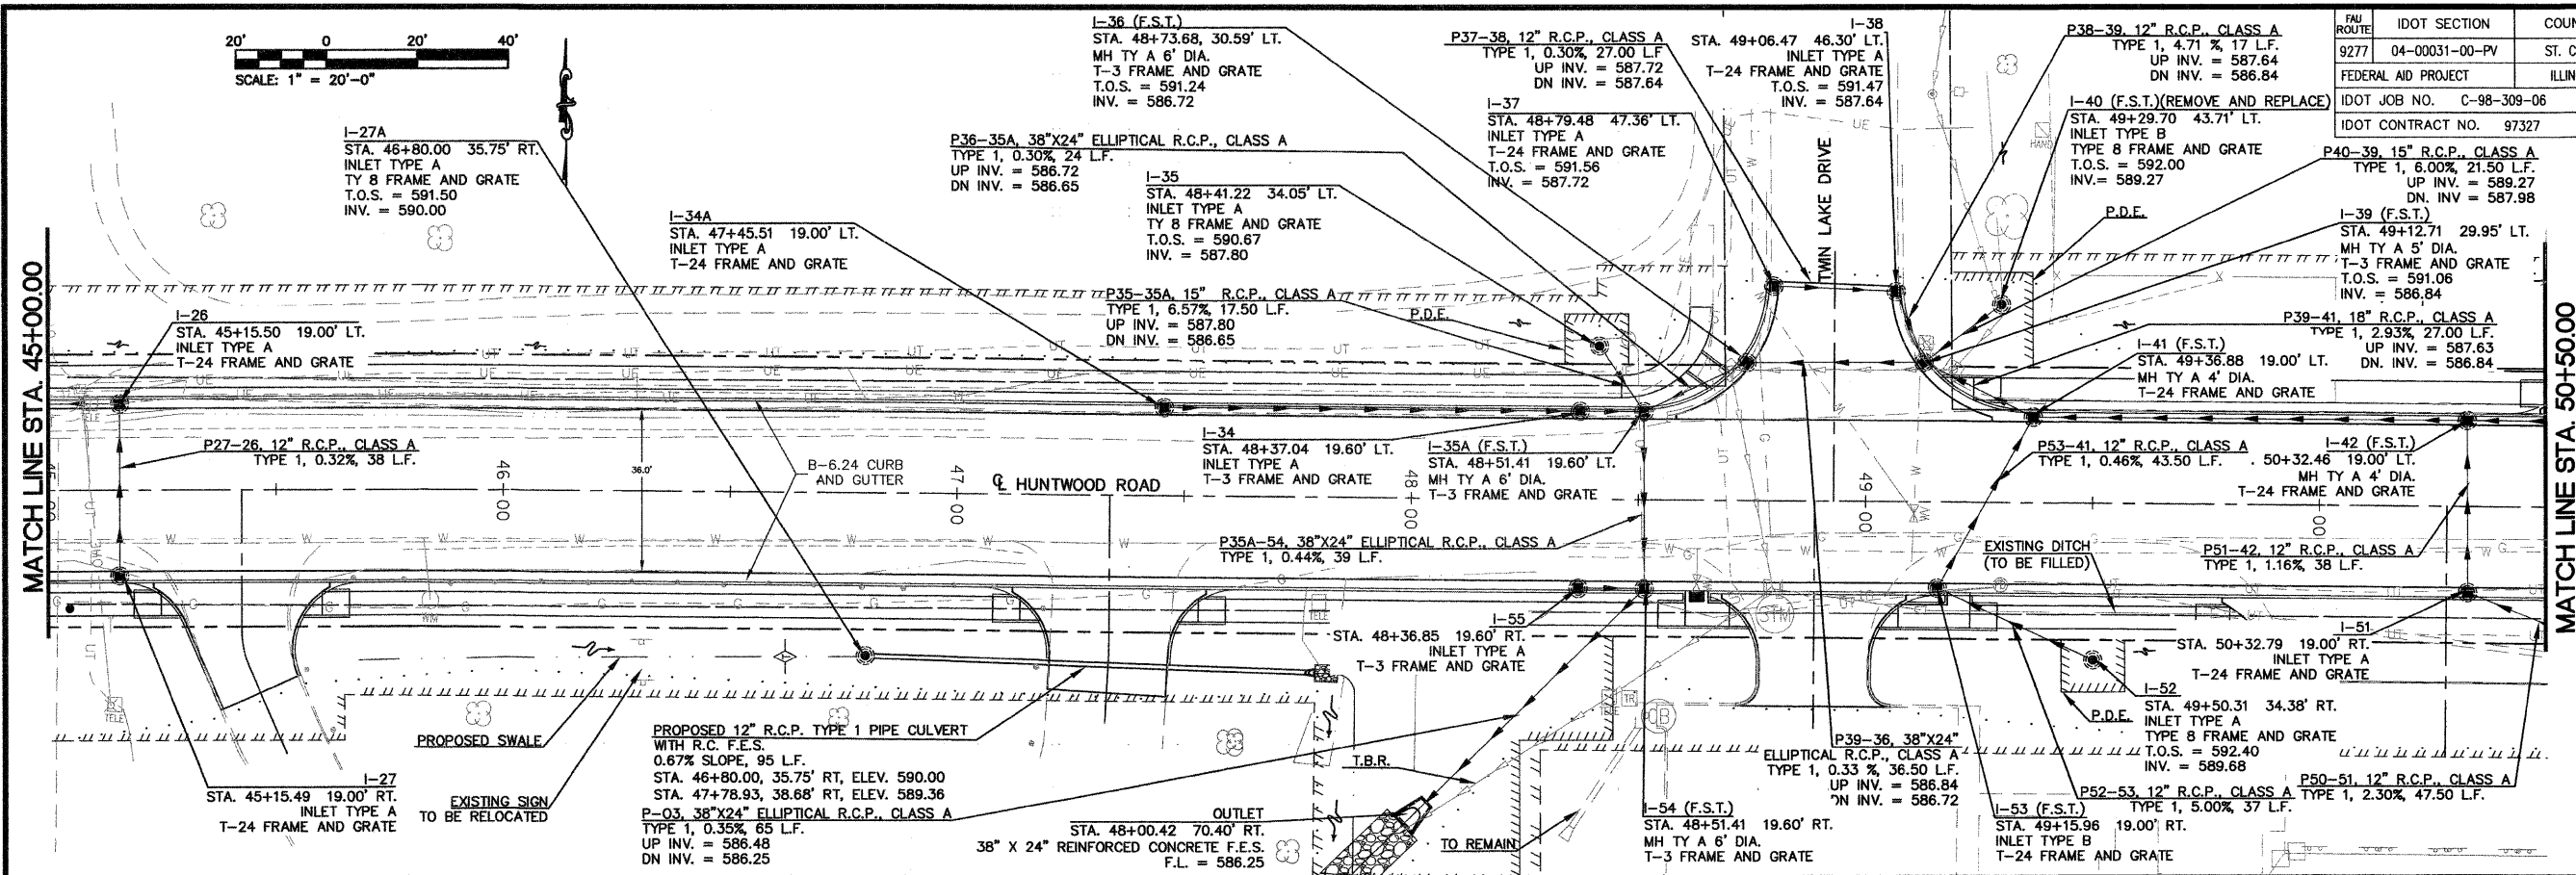 20' 0 20' 40'
SCALE: 1" = 20'-0"
FAU ROUTE IDOT SECTION
9277 04-00031-00-PV
FEDERAL AID PROJECT
IDOT JOB NO. C-98-309-06
IDOT CONTRACT NO. 97327
MATCH LINE STA. 45+00.00
MATCH LINE STA. 50+50.00
I-27A
STA. 46+80.00 35.75' RT.
INLET TYPE A
TY 8 FRAME AND GRATE
T.O.S. = 591.50
INV. = 590.00
I-26
STA. 45+15.50 19.00' LT.
INLET TYPE A
T-24 FRAME AND GRATE
P27-26, 12" R.C.P., CLASS A
TYPE 1, 0.32%, 38 L.F.
I-34A
STA. 47+45.51 19.00' LT.
INLET TYPE A
T-24 FRAME AND GRATE
I-36 (F.S.T.)
STA. 48+73.68, 30.59' LT.
MH TY A 6' DIA.
T-3 FRAME AND GRATE
T.O.S. = 591.24
INV. = 586.72
P36-35A, 38"X24" ELLIPTICAL R.C.P., CLASS A
TYPE 1, 0.30%, 24 L.F.
UP INV. = 586.72
DN INV. = 586.65
I-35
STA. 48+41.22 34.05' LT.
INLET TYPE A
TY 8 FRAME AND GRATE
T.O.S. = 590.67
INV. = 587.80
P35-35A, 15" R.C.P., CLASS A
TYPE 1, 6.57%, 17.50 L.F.
UP INV. = 587.80
DN INV. = 586.65
P.D.E.
P37-38, 12" R.C.P., CLASS A
TYPE 1, 0.30%, 27.00 L.F
UP INV. = 587.72
DN INV. = 587.64
I-37
STA. 48+79.48 47.36' LT.
INLET TYPE A
T-24 FRAME AND GRATE
T.O.S. = 591.56
INV. = 587.72
I-38
STA. 49+06.47 46.30' LT.
INLET TYPE A
T-24 FRAME AND GRATE
T.O.S. = 591.47
INV. = 587.64
TWIN LAKE DRIVE
P38-39, 12" R.C.P., CLASS A
TYPE 1, 4.71 %, 17 L.F.
UP INV. = 587.64
DN INV. = 586.84
I-40 (F.S.T.)(REMOVE AND REPLACE)
STA. 49+29.70 43.71' LT.
INLET TYPE B
TYPE 8 FRAME AND GRATE
T.O.S. = 592.00
INV.= 589.27
P40-39, 15" R.C.P., CLASS A
TYPE 1, 6.00%, 21.50 L.F.
UP INV. = 589.27
DN. INV = 587.98
P.D.E.
I-39 (F.S.T.)
STA. 49+12.71 29.95' LT.
MH TY A 5' DIA.
T-3 FRAME AND GRATE
T.O.S. = 591.06
INV. = 586.84
P39-41, 18" R.C.P., CLASS A
TYPE 1, 2.93%, 27.00 L.F.
UP INV. = 587.63
DN. INV. = 586.84
I-41 (F.S.T.)
STA. 49+36.88 19.00' LT.
MH TY A 4' DIA.
T-24 FRAME AND GRATE
I-34
STA. 48+37.04 19.60' LT.
INLET TYPE A
T-3 FRAME AND GRATE
I-35A (F.S.T.)
STA. 48+51.41 19.60' LT.
MH TY A 6' DIA.
T-3 FRAME AND GRATE
P53-41, 12" R.C.P., CLASS A
TYPE 1, 0.46%, 43.50 L.F.
I-42 (F.S.T.)
50+32.46 19.00' LT.
MH TY A 4' DIA.
T-24 FRAME AND GRATE
36.0'
B-6.24 CURB
AND GUTTER
℄ HUNTWOOD ROAD
46+00
47+00
48+00
49+00
P35A-54, 38"X24" ELLIPTICAL R.C.P., CLASS A
TYPE 1, 0.44%, 39 L.F.
EXISTING DITCH
(TO BE FILLED)
P51-42, 12" R.C.P., CLASS A
TYPE 1, 1.16%, 38 L.F.
I-55
STA. 48+36.85 19.60' RT.
INLET TYPE A
T-3 FRAME AND GRATE
I-51
STA. 50+32.79 19.00' RT.
INLET TYPE A
T-24 FRAME AND GRATE
I-52
STA. 49+50.31 34.38' RT.
INLET TYPE A
TYPE 8 FRAME AND GRATE
T.O.S. = 592.40
INV. = 589.68
P.D.E.
PROPOSED SWALE
I-27
STA. 45+15.49 19.00' RT.
INLET TYPE A
T-24 FRAME AND GRATE
EXISTING SIGN
TO BE RELOCATED
PROPOSED 12" R.C.P. TYPE 1 PIPE CULVERT
WITH R.C. F.E.S.
0.67% SLOPE, 95 L.F.
STA. 46+80.00, 35.75' RT, ELEV. 590.00
STA. 47+78.93, 38.68' RT, ELEV. 589.36
P-03, 38"X24" ELLIPTICAL R.C.P., CLASS A
TYPE 1, 0.35%, 65 L.F.
UP INV. = 586.48
DN INV. = 586.25
T.B.R.
OUTLET
STA. 48+00.42 70.40' RT.
38" X 24" REINFORCED CONCRETE F.E.S.
F.L. = 586.25
TO REMAIN
I-54 (F.S.T.)
STA. 48+51.41 19.60' RT.
MH TY A 6' DIA.
T-3 FRAME AND GRATE
P39-36, 38"X24"
ELLIPTICAL R.C.P., CLASS A
TYPE 1, 0.33 %, 36.50 L.F.
UP INV. = 586.84
DN INV. = 586.72
I-53 (F.S.T.)
STA. 49+15.96 19.00' RT.
INLET TYPE B
T-24 FRAME AND GRATE
P52-53, 12" R.C.P., CLASS A
TYPE 1, 5.00%, 37 L.F.
P50-51, 12" R.C.P., CLASS A
TYPE 1, 2.30%, 47.50 L.F.